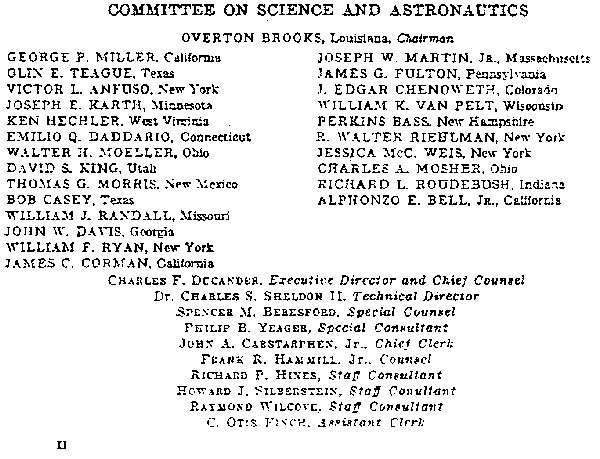 COMMITTEE ON SCIENCE AND ASTRONAUTICS
OVERTON BROOKS, Louisiana, Chairman
GEORGE P. MILLER, California
OLIN E. TEAGUE, Texas
VICTOR L. ANFUSO, New York
JOSEPH E. KARTH, Minnesota
KEN HECHLER, West Virginia
EMILIO Q. DADDARIO, Connecticut
WALTER H. MOELLER, Ohio
DAVID S. KING, Utah
THOMAS G. MORRIS, New Mexico
BOB CASEY, Texas
WILLIAM J. RANDALL, Missouri
JOHN W. DAVIS, Georgia
WILLIAM F. RYAN, New York
JAMES C. CORMAN, California
JOSEPH W. MARTIN, Jr., Massachusetts
JAMES G. FULTON, Pennsylvania
J. EDGAR CHENOWETH, Colorado
WILLIAM K. VAN PELT, Wisconsin
PERKINS BASS, New Hampshire
R. WALTER RIEHLMAN, New York
JESSICA McC. WEIS, New York
CHARLES A. MOSHER, Ohio
RICHARD L. ROUDEBUSH, Indiana
ALPHONZO E. BELL, Jr., California
CHARLES F. DUCANDER, Executive Director and Chief Counsel
Dr. CHARLES S. SHELDON II, Technical Director
SPENCER M. BERESFORD, Special Counsel
PHILIP B. YEAGER, Special Consultant
JOHN A. CARSTARPHEN, Jr., Chief Clerk
FRANK R. HAMMILL, Jr., Counsel
RICHARD P. HINES, Staff Consultant
HOWARD J. SILBERSTEIN, Staff Conultant
RAYMOND WILCOVE, Staff Consultant
C. OTIS FINCH, Assistant Clerk
II